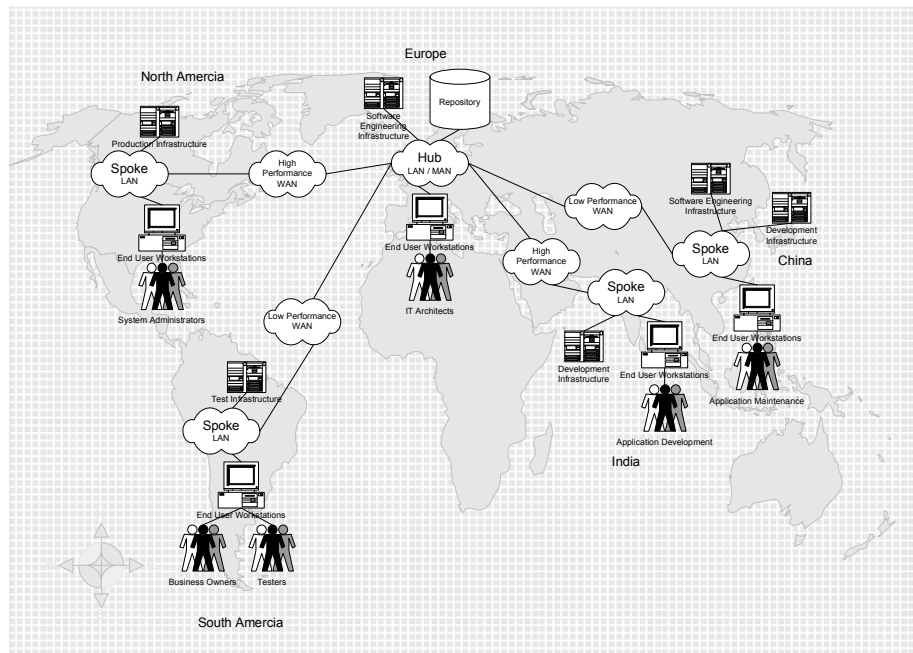 Europe
North Amercia
Repository
Software
Engineering
Infrastructure
Production Infrastructure
Hub
LAN / MAN
High
Performance
WAN
Spoke
LAN
End User Workstations
System Administrators
End User Workstations
IT Architects
Low Performance
WAN
Software Engineering
Infrastructure
Development
Infrastructure
China
Spoke
LAN
End User Workstations
Application Maintenance
High
Performance
WAN
Spoke
LAN
Development
Infrastructure
End User Workstations
Application Development
India
Low Performance
WAN
Test Infrastructure
Spoke
LAN
End User Workstations
Business Owners
Testers
South Amercia